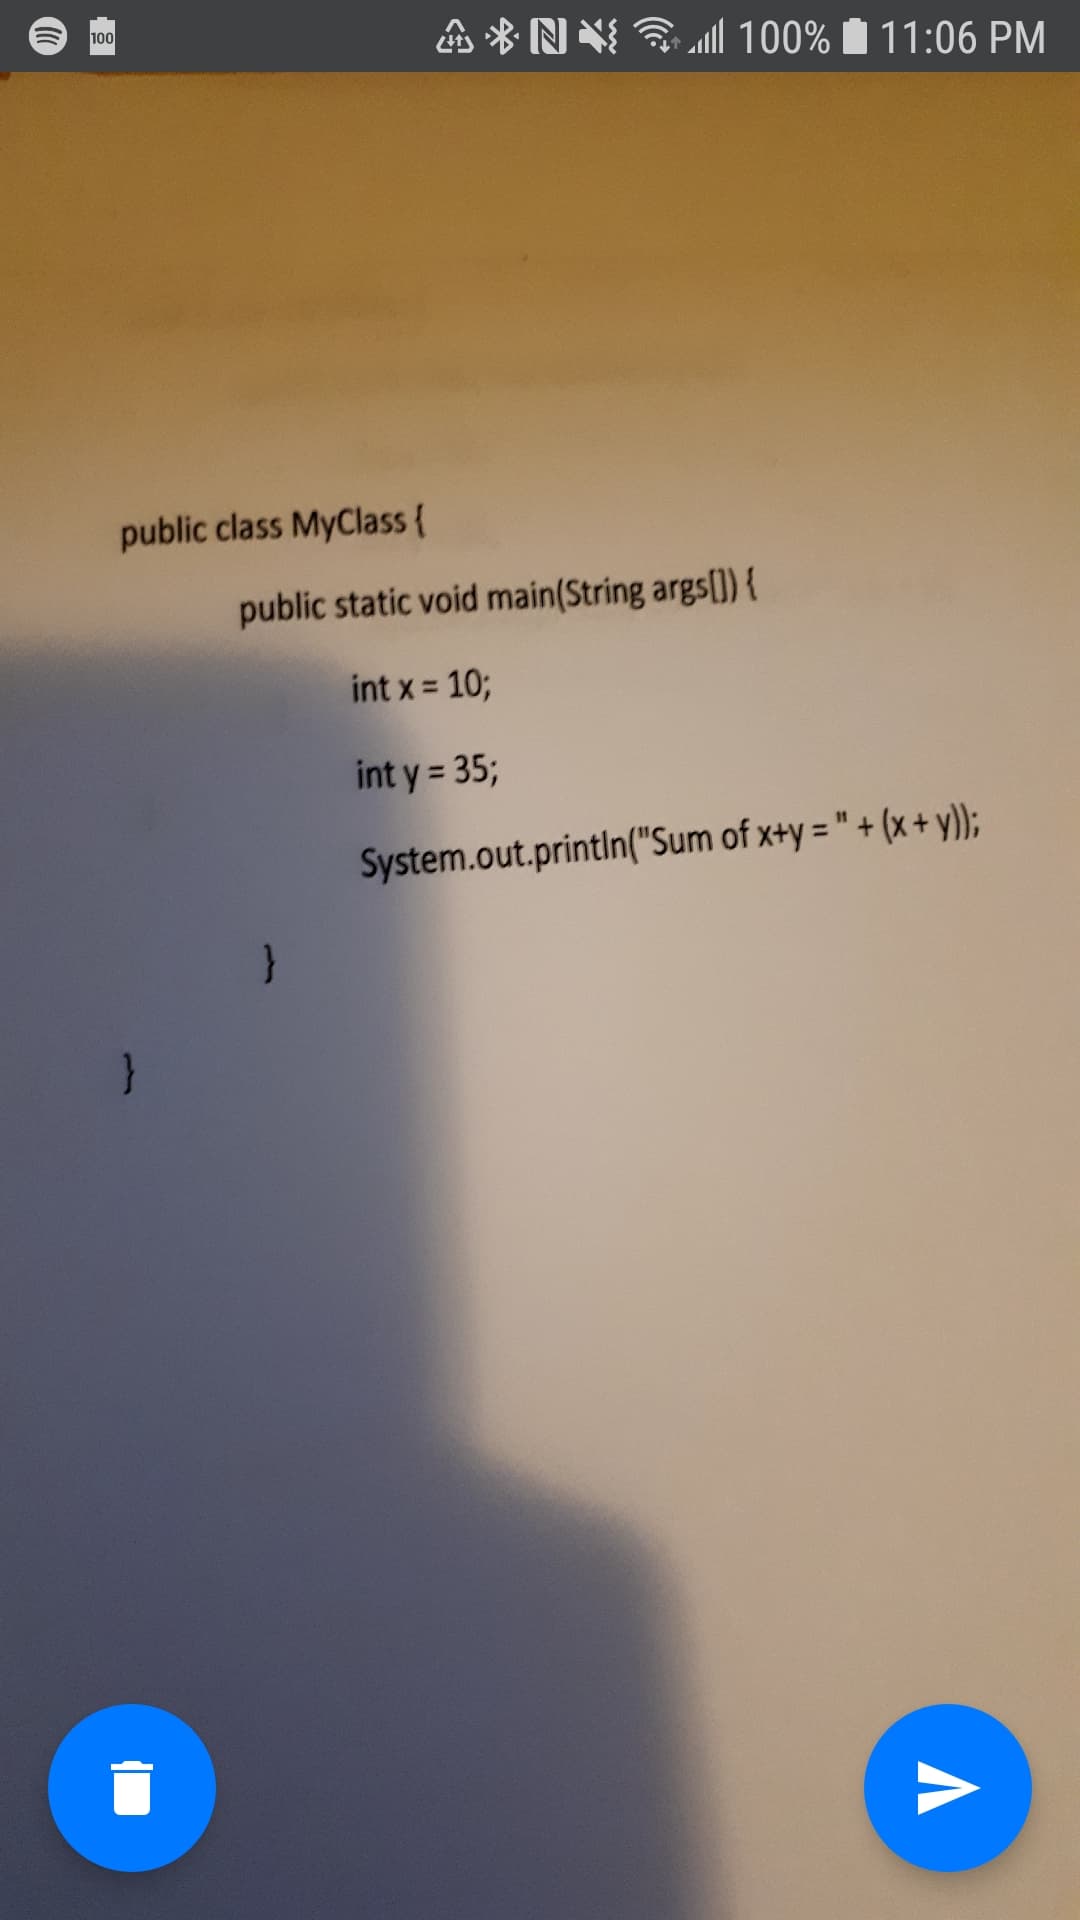 100 100% 11:06 PM
public class MyClass {
public static void main(String args[]) {
int x = 10;
int y = 35;
System.out.println("Sum of x+y = " + (x + y));
}
}